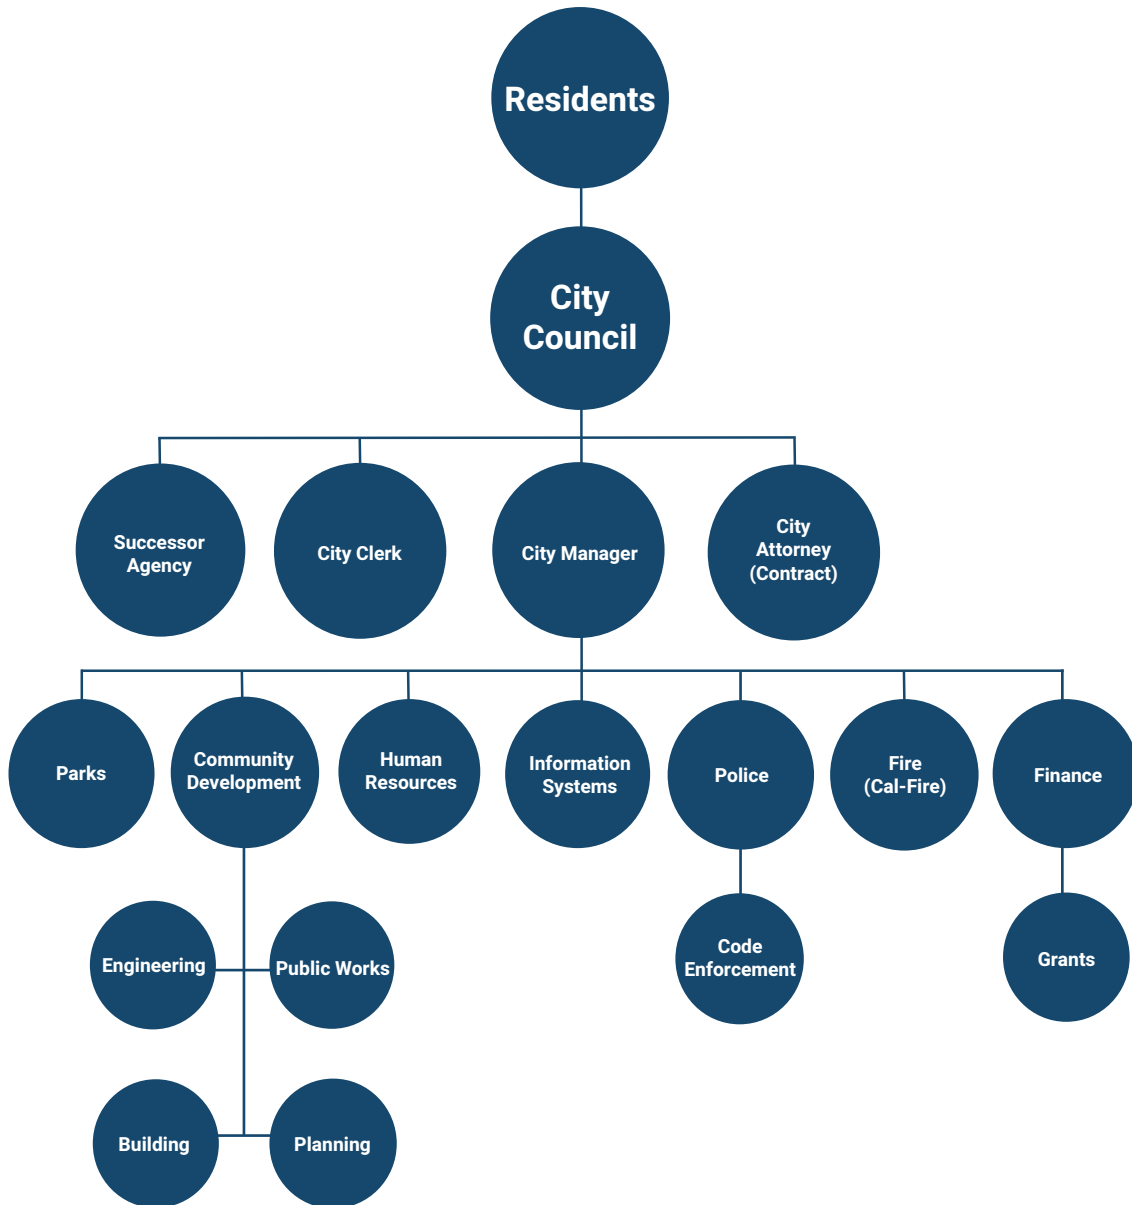 Residents
City
Council
Successor
Agency
City Clerk
City Manager
City
Attorney
(Contract)
Parks
Community
Development
Human
Resources
Information
Systems
Police
Fire
(Cal-Fire)
Finance
Engineering
Public Works
Code
Enforcement
Grants
Building
Planning